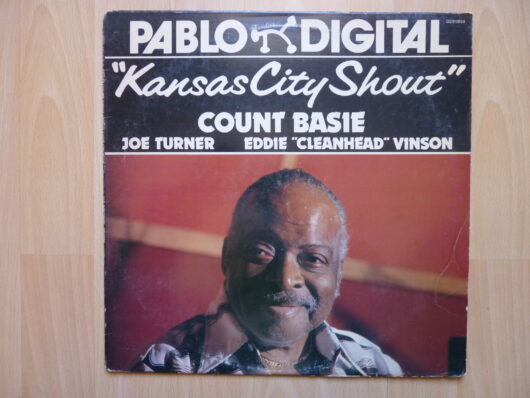 PABLO DIGITAL
"Kansas City Shout"
COUNT BASIE
JOE TURNER EDDIE "CLEANHEAD" VINSON